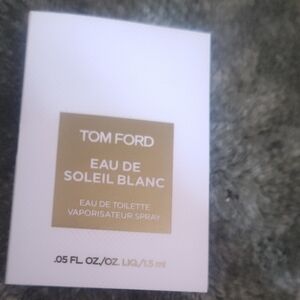 TOM FORD
EAU DE
SOLEIL BLANC
EAU DE TOILETTE
VAPORISATEUR SPRAY
.05 FL. OZ./OZ. LIQ./1.5 ml